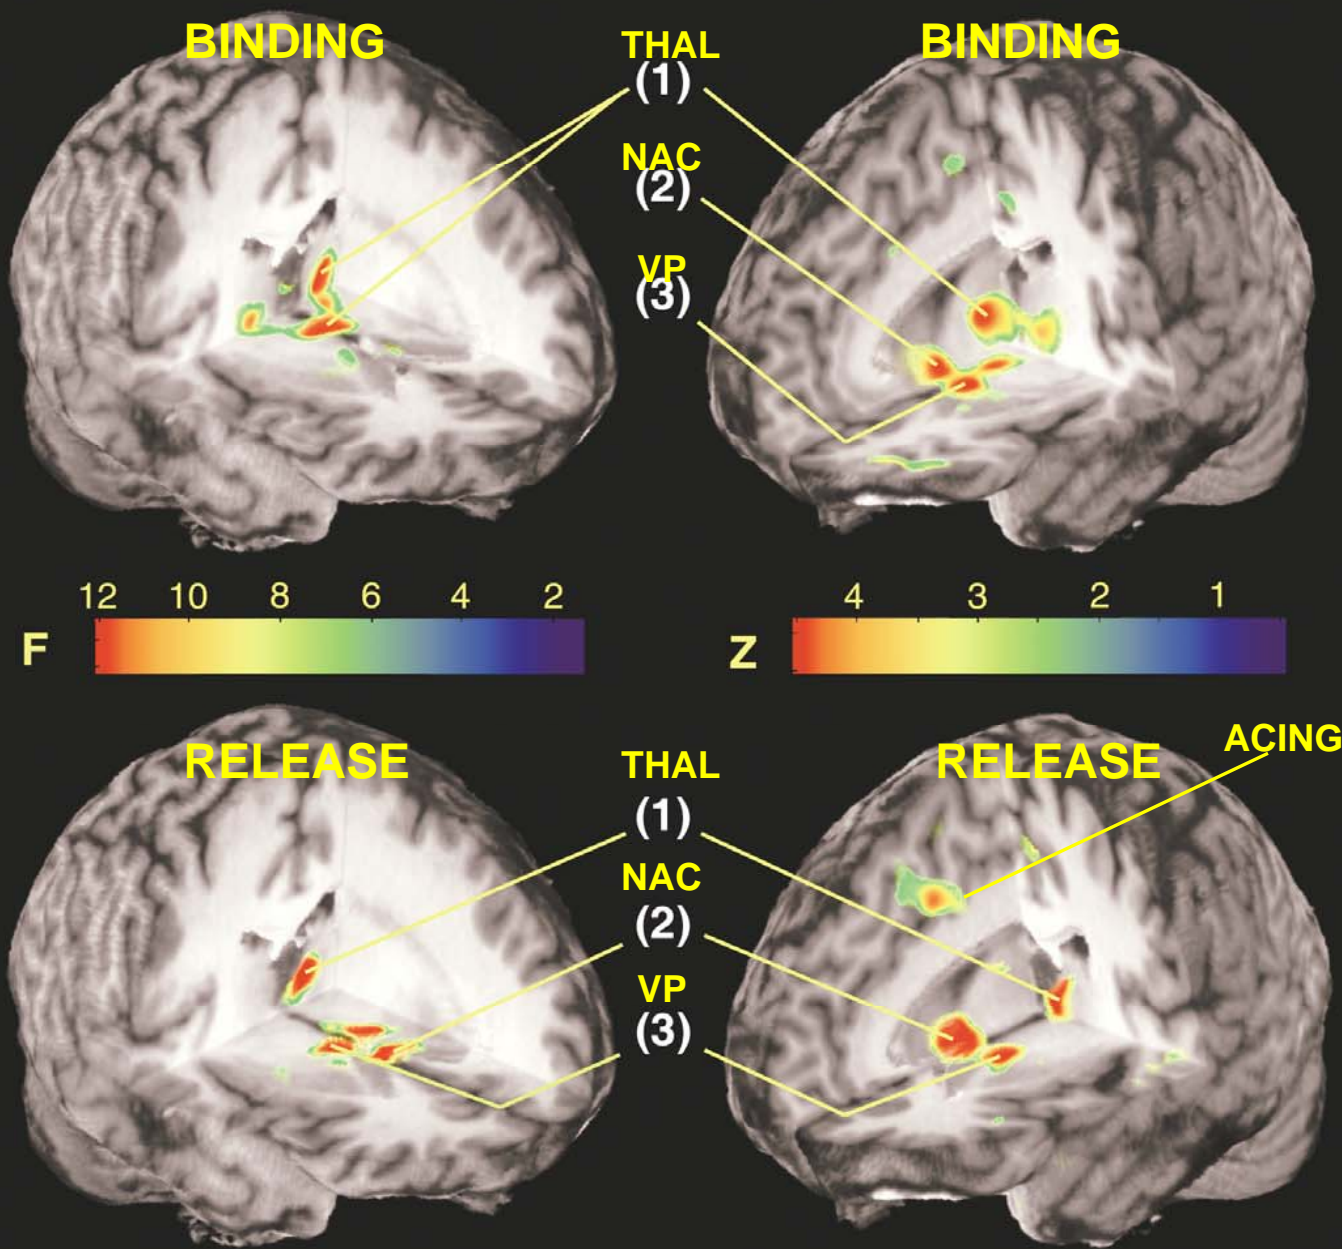 BINDING
THAL
(1)
BINDING
NAC
(2)
VP
(3)
12 10 8 6 4 2
F
4 3 2 1
Z
RELEASE
THAL
(1)
RELEASE
ACING
NAC
(2)
VP
(3)